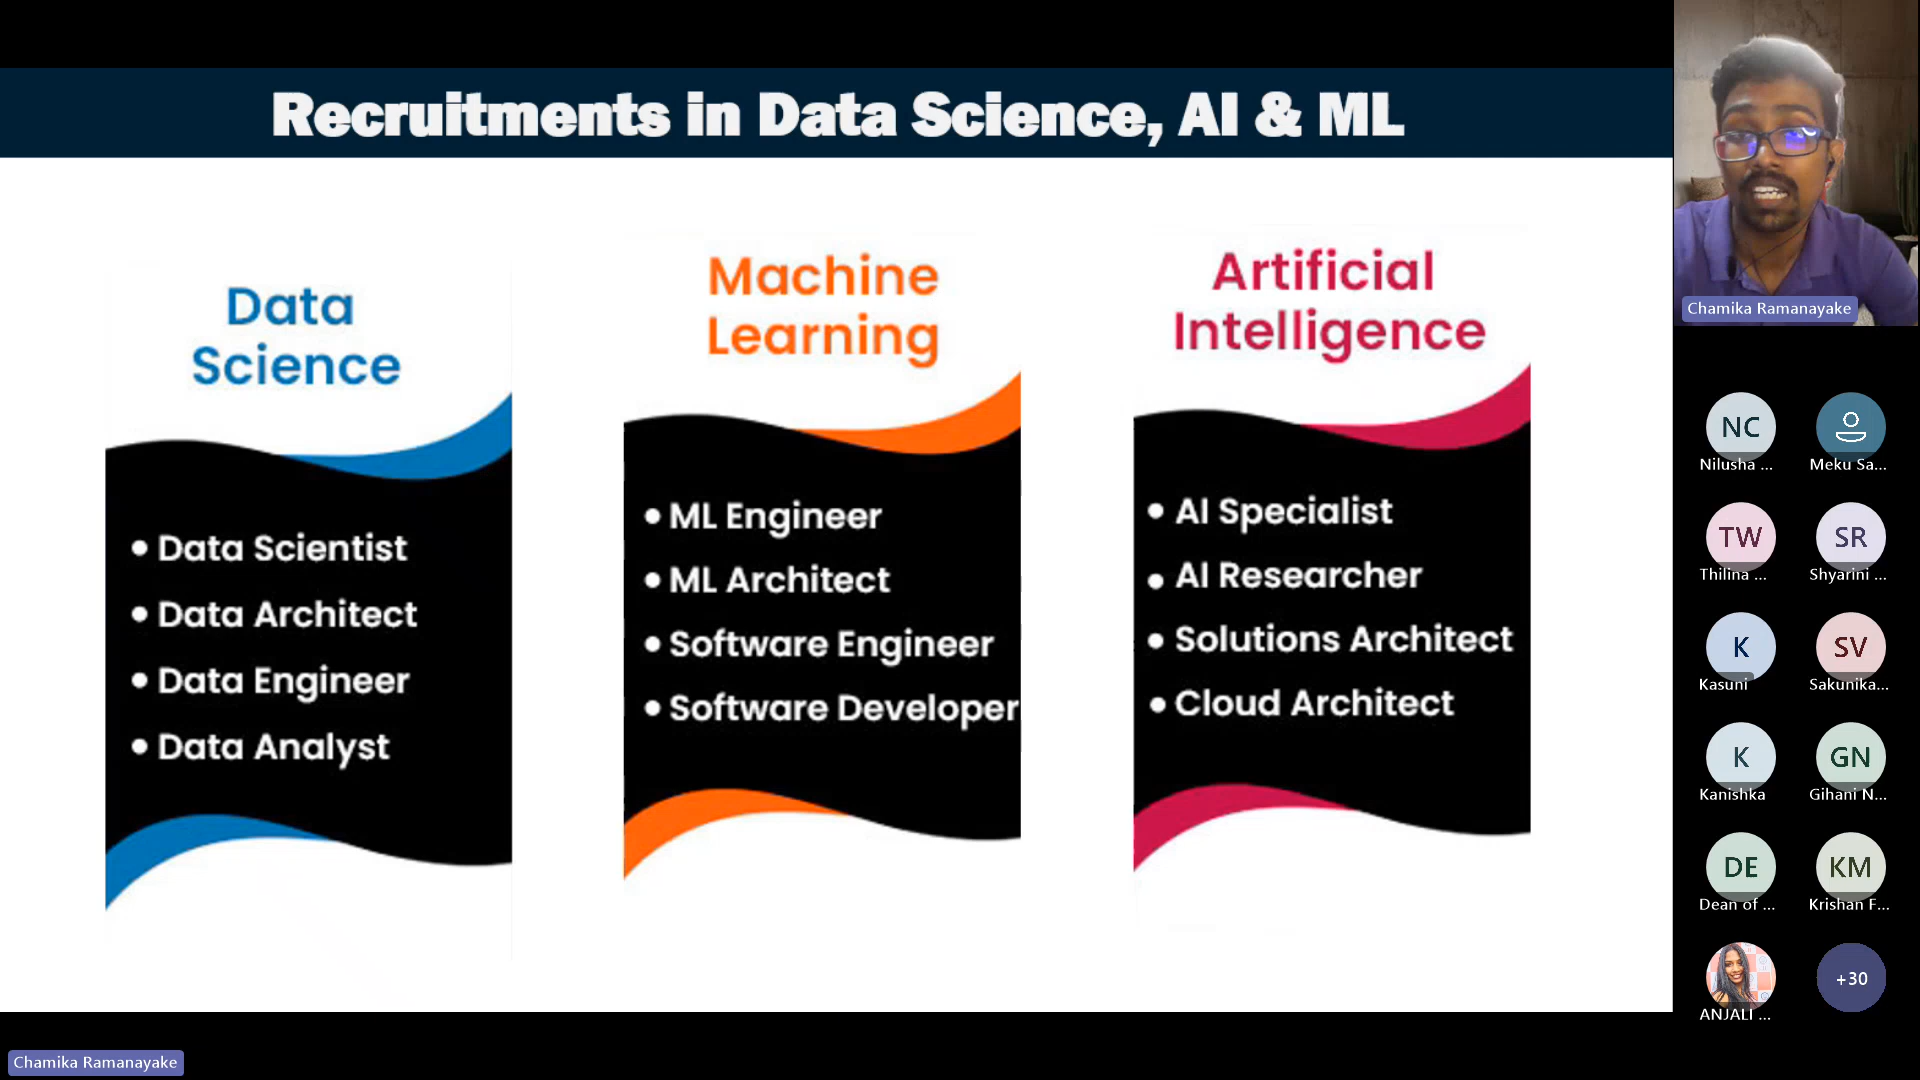 Recruitments in Data Science, AI & ML
Data
Science
• Data Scientist
• Data Architect
• Data Engineer
• Data Analyst
Machine
Learning
• ML Engineer
• ML Architect
• Software Engineer
• Software Developer
Artificial
Intelligence
• AI Specialist
• AI Researcher
• Solutions Architect
• Cloud Architect
Chamika Ramanayake
NC
Nilusha ...
Meku Sa...
TW
Thilina ...
SR
Shyarini ...
K
Kasuni
SV
Sakunika...
K
Kanishka
GN
Gihani N...
DE
Dean of ...
KM
Krishan F...
ANJALI ...
+30
Chamika Ramanayake